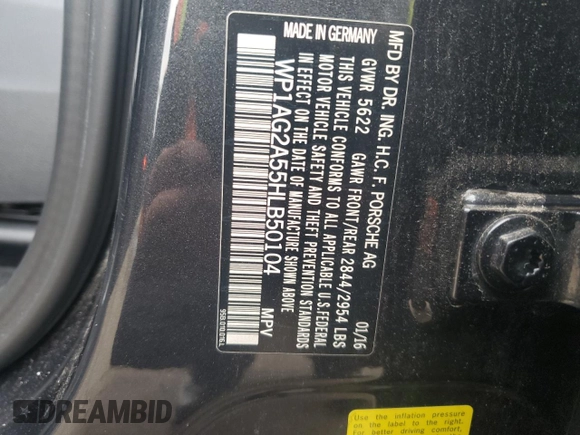 MFD BY DR. ING. H.C. F. PORSCHE AG
GVWR 5622 GAWR FRONT/REAR 2844/2954 LBS 01/16
THIS VEHICLE CONFORMS TO ALL APPLICABLE U.S.FEDERAL
MOTOR VEHICLE SAFETY AND THEFT PREVENTION STANDARDS
IN EFFECT ON THE DATE OF MANUFACTURE SHOWN ABOVE
WP1AG2A55HLB50104 MPV
MADE IN GERMANY
Use the inflation pressure
on the label to the right.
For better driving comfort,
DREAMBID